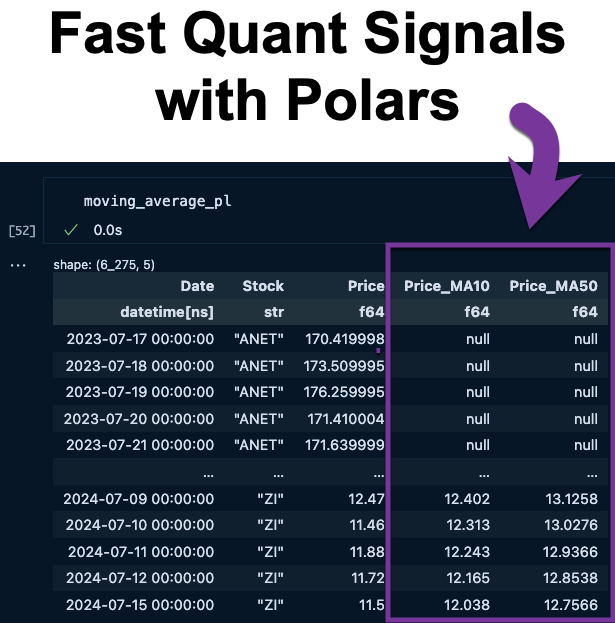 Fast Quant Signals
with Polars
moving_average_pl
[52] ✓ 0.0s
... shape: (6_275, 5)
Date Stock Price Price_MA10 Price_MA50
datetime[ns] str f64 f64 f64
2023-07-17 00:00:00 "ANET" 170.419998 null null
2023-07-18 00:00:00 "ANET" 173.509995 null null
2023-07-19 00:00:00 "ANET" 176.259995 null null
2023-07-20 00:00:00 "ANET" 171.410004 null null
2023-07-21 00:00:00 "ANET" 171.639999 null null
... ... ... ... ...
2024-07-09 00:00:00 "ZI" 12.47 12.402 13.1258
2024-07-10 00:00:00 "ZI" 11.46 12.313 13.0276
2024-07-11 00:00:00 "ZI" 11.88 12.243 12.9366
2024-07-12 00:00:00 "ZI" 11.72 12.165 12.8538
2024-07-15 00:00:00 "ZI" 11.5 12.038 12.7566